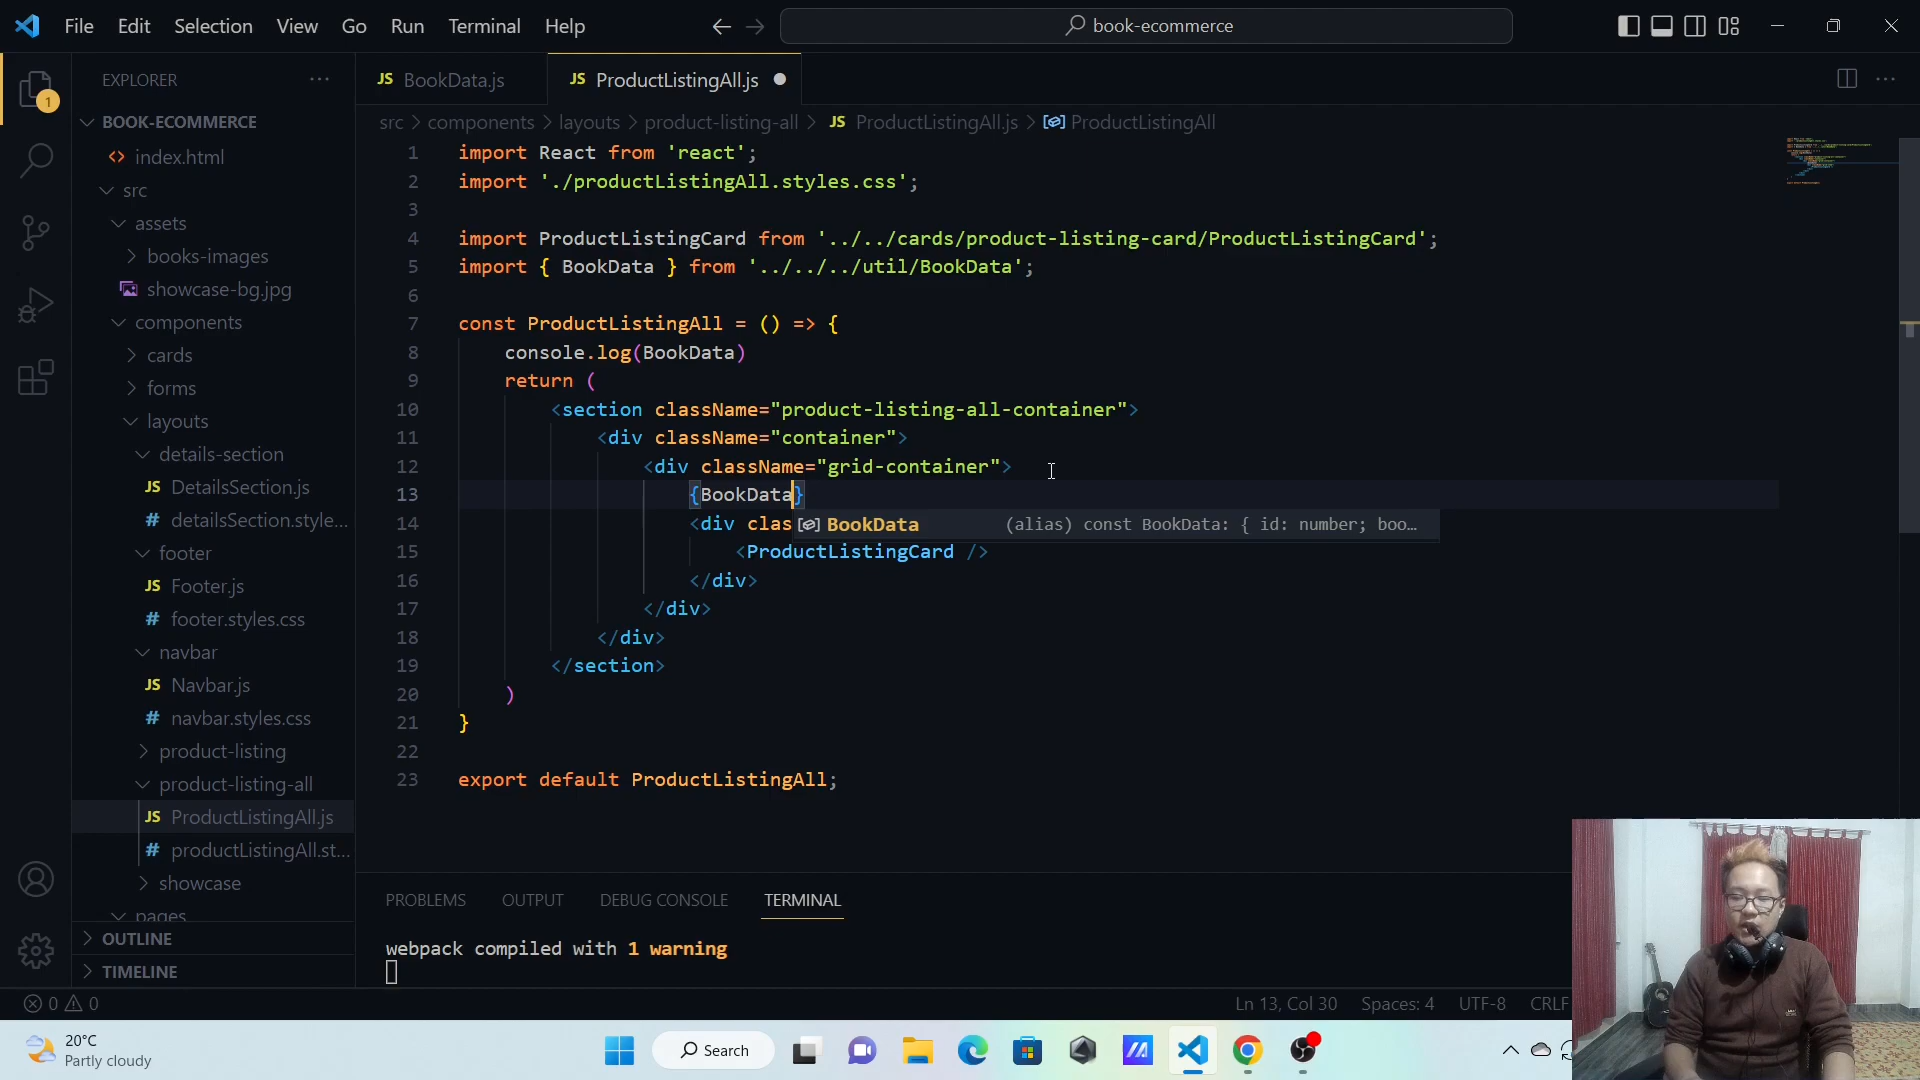 File Edit Selection View Go Run Terminal Help
book-ecommerce
1
EXPLORER
BOOK-ECOMMERCE
index.html
src
assets
books-images
showcase-bg.jpg
components
cards
forms
layouts
details-section
JS DetailsSection.js
# detailsSection.style...
footer
JS Footer.js
# footer.styles.css
navbar
JS Navbar.js
# navbar.styles.css
product-listing
product-listing-all
JS ProductListingAll.js
# productListingAll.st...
showcase
pages
OUTLINE
TIMELINE
JS BookData.js
JS ProductListingAll.js
src > components > layouts > product-listing-all > JS ProductListingAll.js > ProductListingAll
1 import React from 'react';
2 import './productListingAll.styles.css';
3
4 import ProductListingCard from '../../cards/product-listing-card/ProductListingCard';
5 import { BookData } from '../../../util/BookData';
6
7 const ProductListingAll = () => {
8 console.log(BookData)
9 return (
10 <section className="product-listing-all-container">
11 <div className="container">
12 <div className="grid-container">
13 {BookData}
14 <div clas
BookData (alias) const BookData: { id: number; boo...
15 <ProductListingCard />
16 </div>
17 </div>
18 </div>
19 </section>
20 )
21 }
22
23 export default ProductListingAll;
PROBLEMS OUTPUT DEBUG CONSOLE TERMINAL
webpack compiled with 1 warning
0 0
Ln 13, Col 30 Spaces: 4 UTF-8 CRLF
20°C
Partly cloudy
Search